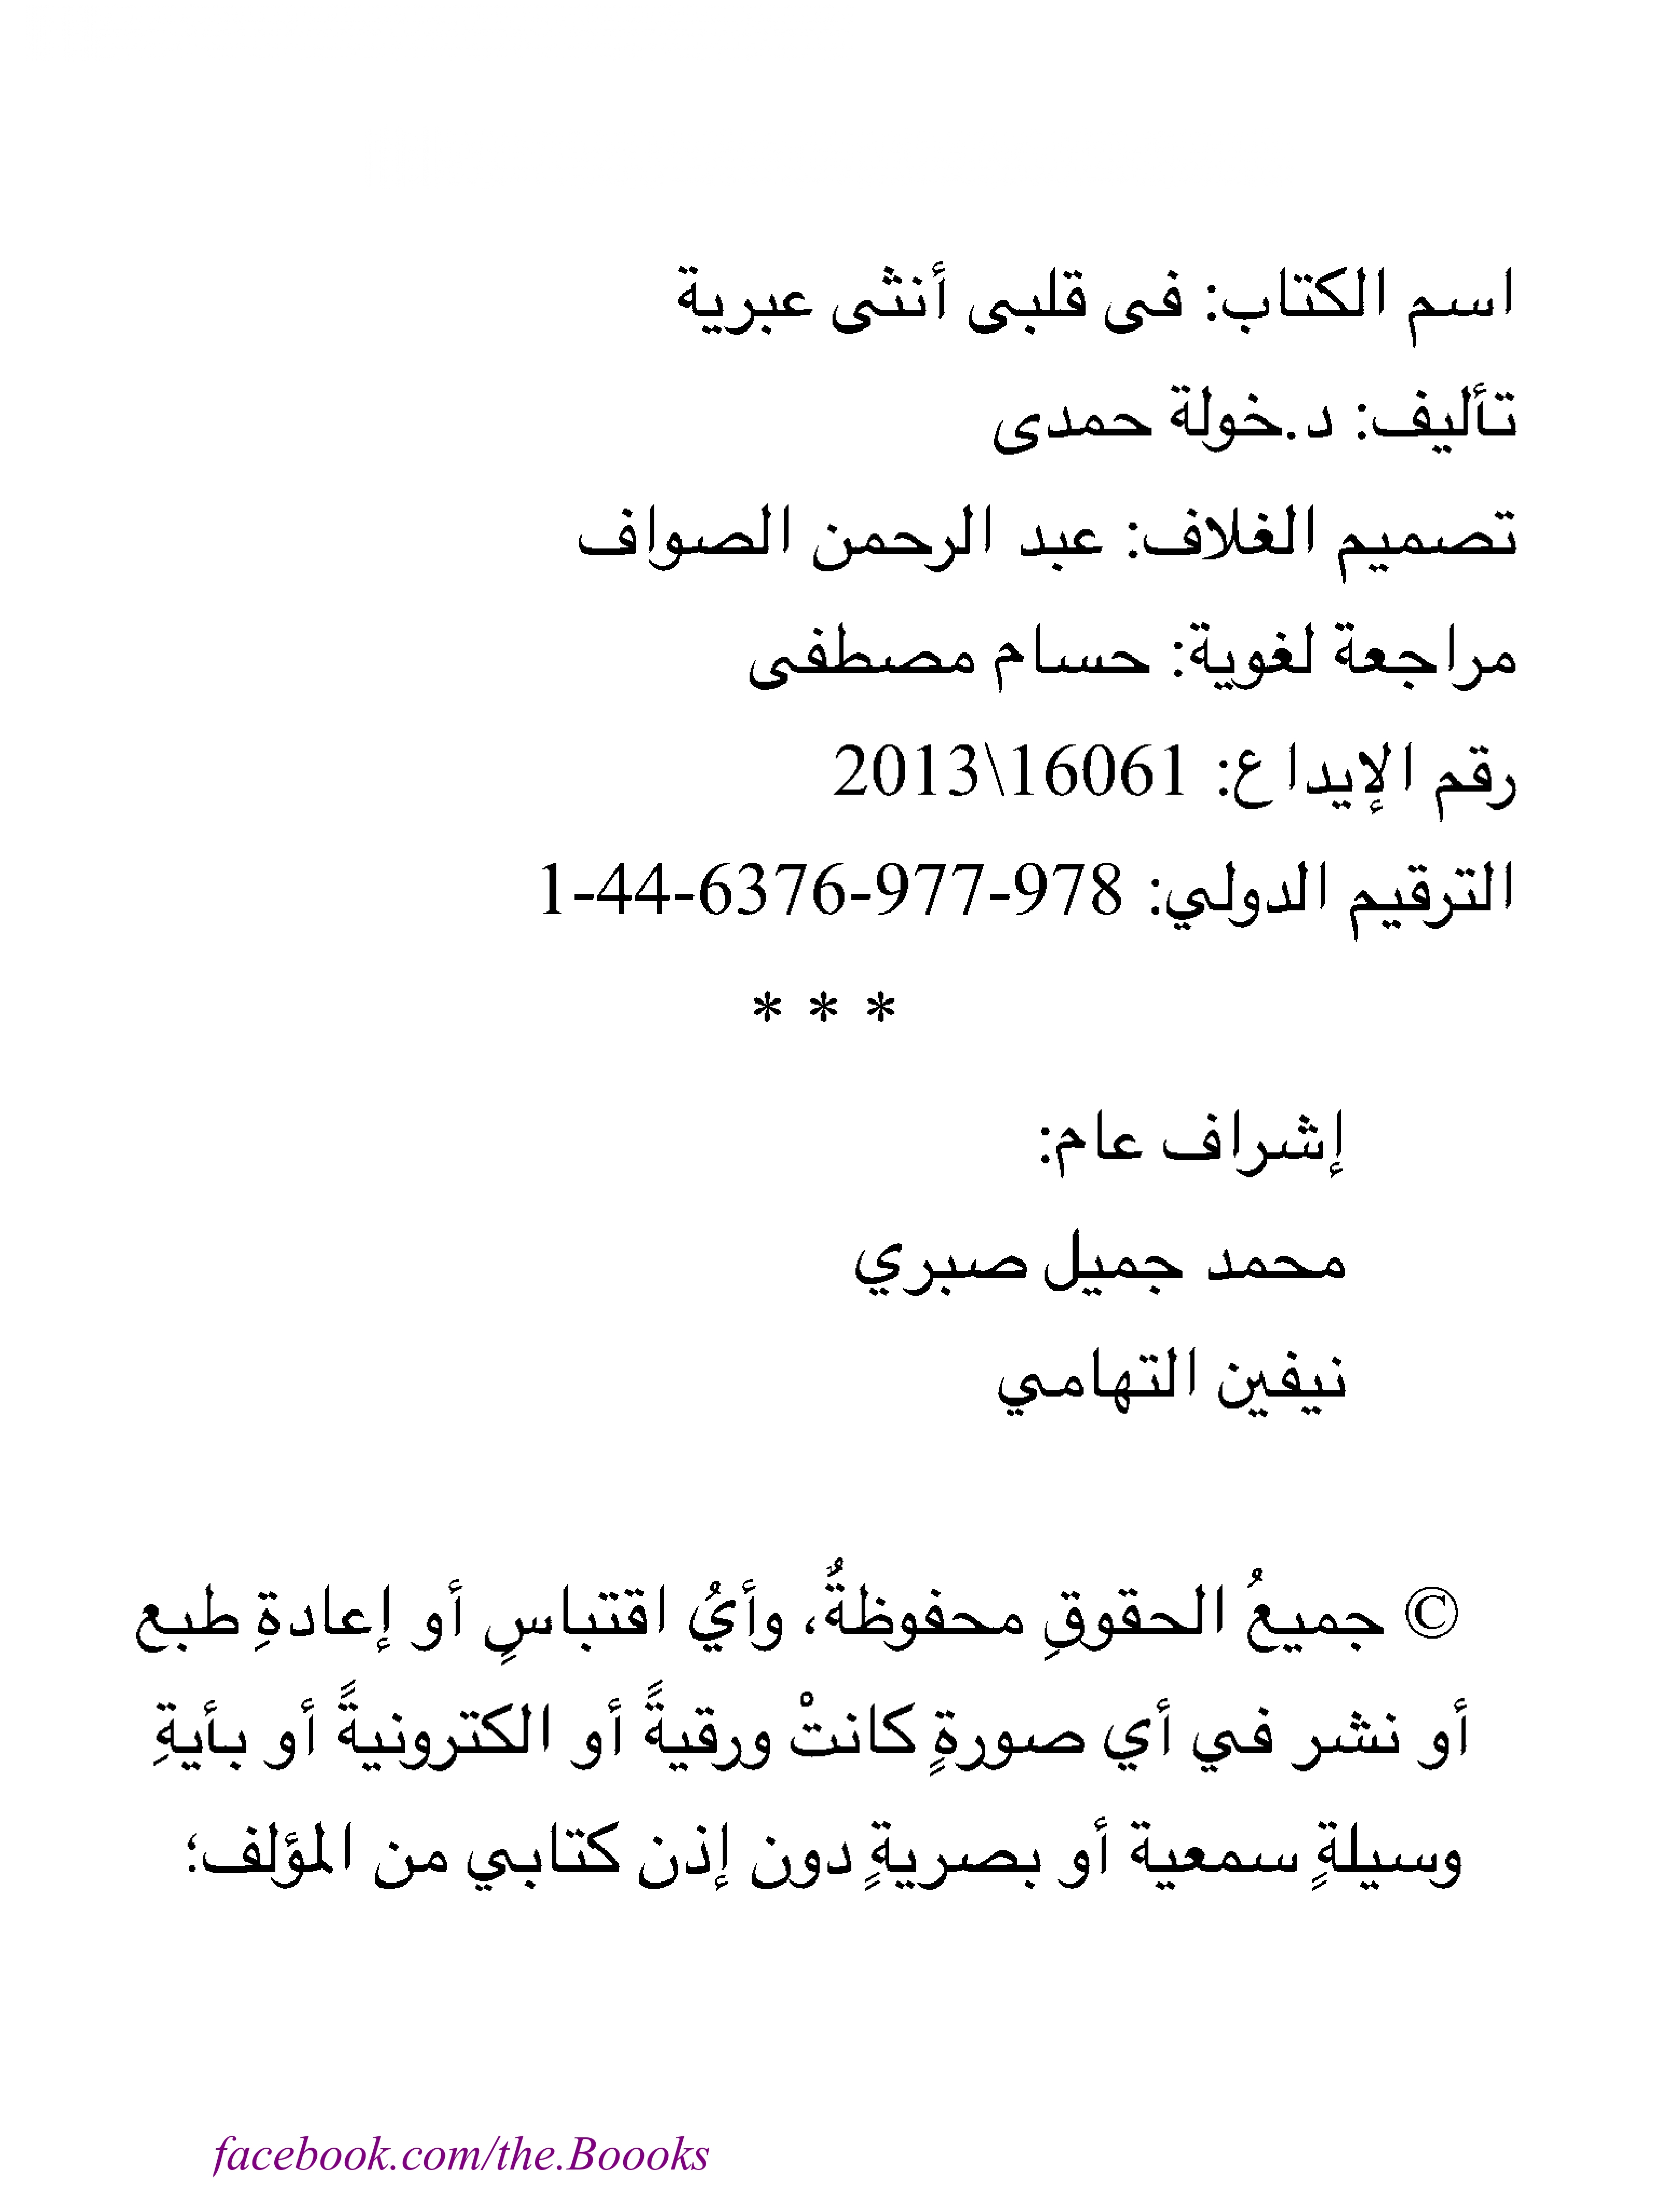 اسم الكتاب: فى قلبى أنثى عبرية
تأليف: د.خولة حمدى
تصميم الغلاف: عبد الرحمن الصواف
مراجعة لغوية: حسام مصطفى
رقم الإيداع: 16061\2013
الترقيم الدولي: 978-977-6376-44-1
* * *
إشراف عام:
محمد جميل صبري
نيفين التهامي
© جميعُ الحقوقِ محفوظةٌ، وأيُ اقتباسٍ أو إعادةِ طبع
أو نشر في أي صورةٍ كانتْ ورقيةً أو الكترونيةً أو بأيةِ
وسيلةٍ سمعية أو بصريةٍ دون إذن كتابي من المؤلف؛
facebook.com/the.Boooks